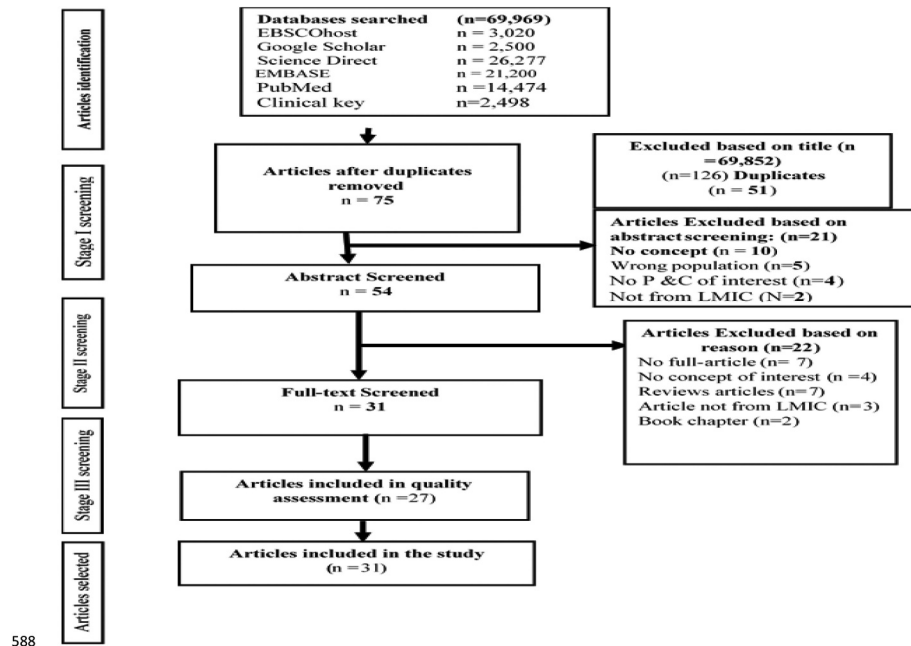 Articles identification
Databases searched (n=69,969)
EBSCOhost n = 3,020
Google Scholar n = 2,500
Science Direct n = 26,277
EMBASE n = 21,200
PubMed n =14,474
Clinical key n=2,498
Stage I screening
Articles after duplicates
removed
n = 75
Excluded based on title (n
=69,852)
(n=126) Duplicates
(n = 51)
Articles Excluded based on
abstract screening: (n=21)
No concept (n = 10)
Wrong population (n=5)
No P &C of interest (n=4)
Not from LMIC (N=2)
Abstract Screened
n = 54
Stage II screening
Articles Excluded based on
reason (n=22)
No full-article (n= 7)
No concept of interest (n =4)
Reviews articles (n=7)
Article not from LMIC (n=3)
Book chapter (n=2)
Full-text Screened
n = 31
Stage III screening
Articles included in quality
assessment (n =27)
Articles selected
Articles included in the study
(n = 31)
588